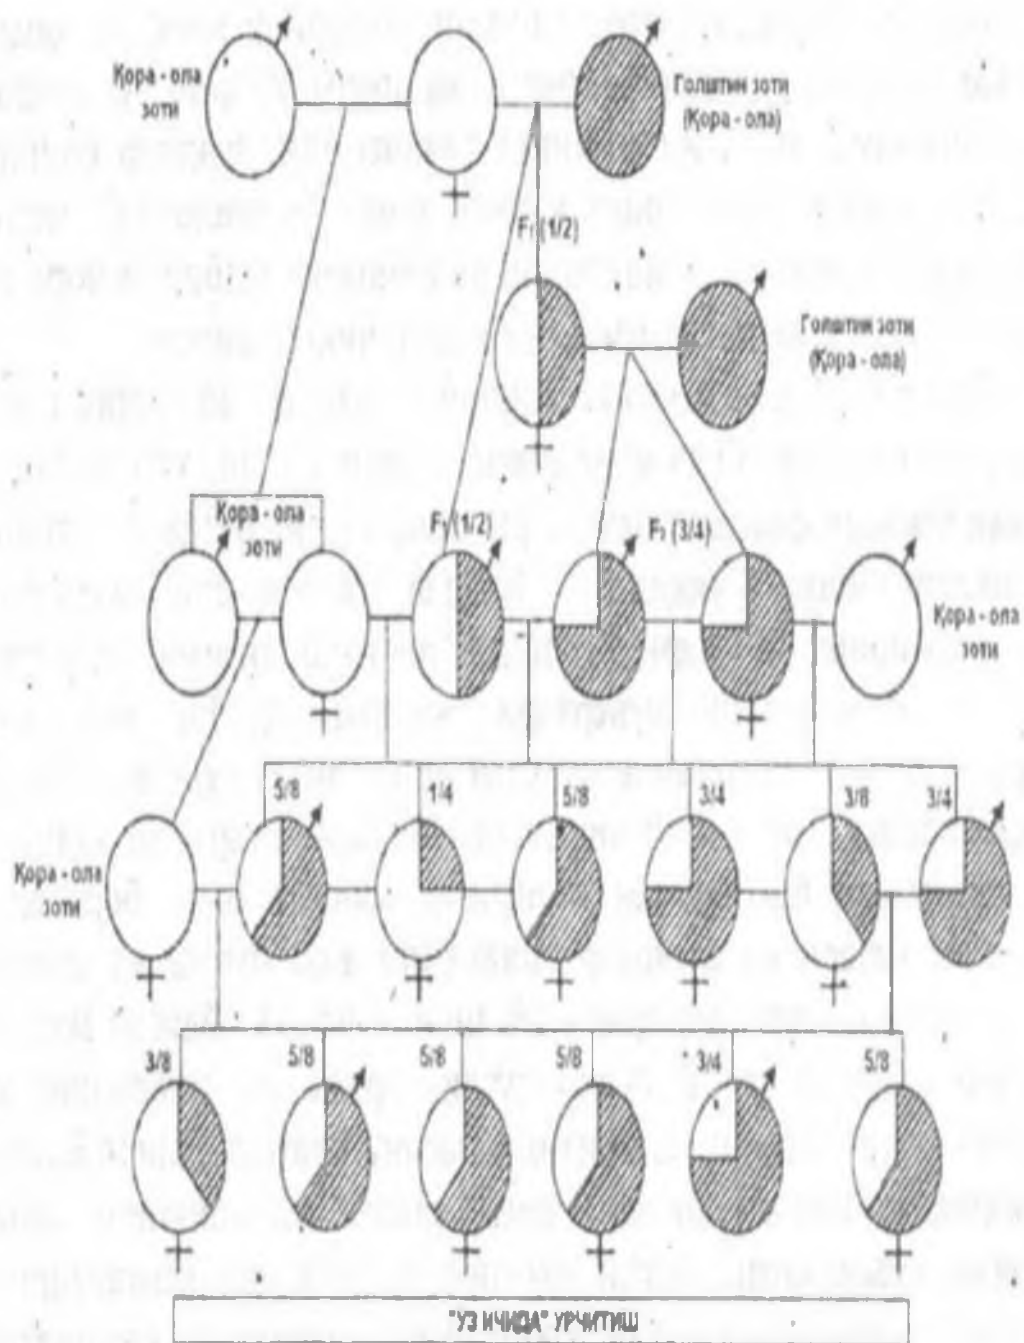 Қора - ола
зоти
Голштин зоти
(Қора - ола)
F₁ (1/2)
Голштин зоти
(Қора - ола)
Қора - ола
зоти
F₁ (1/2)
F₂ (3/4)
Қора - ола
зоти
5/8
1/4
5/8
3/4
3/8
3/4
Қора - ола
зоти
3/8
5/8
5/8
5/8
3/4
5/8
"УЗ ИЧИДА" УРЧИТИШ